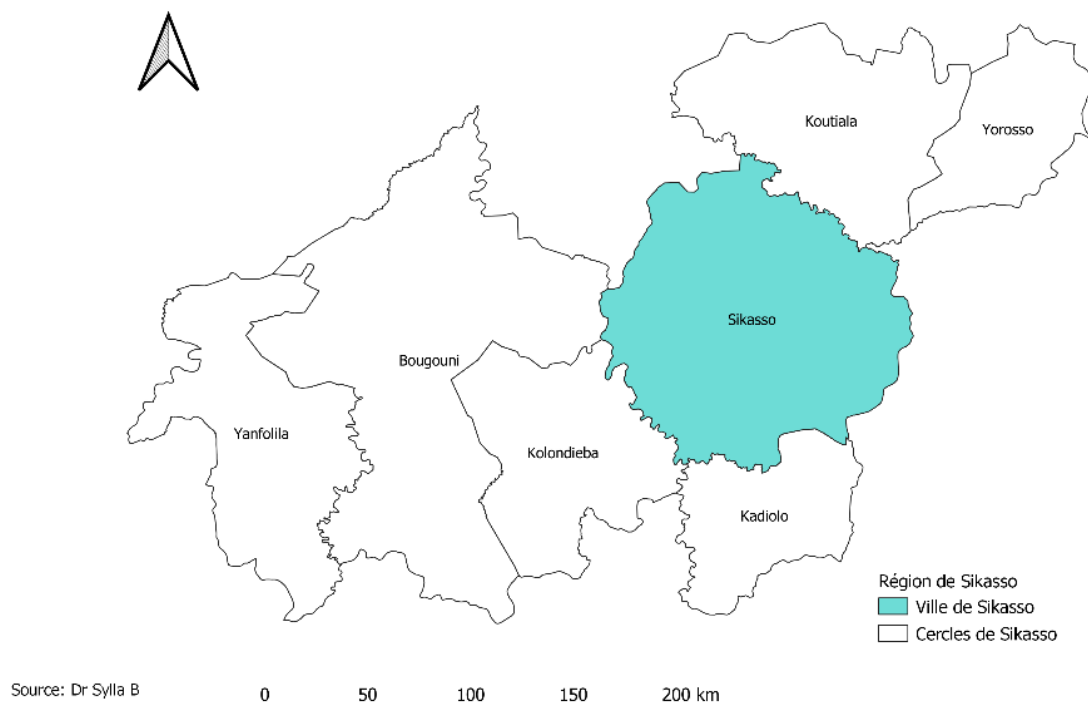 Koutiala
Yorosso
Sikasso
Bougouni
Yanfolila
Kolondieba
Kadiolo
Région de Sikasso
Ville de Sikasso
Cercles de Sikasso
Source: Dr Sylla B
0 50 100 150 200 km